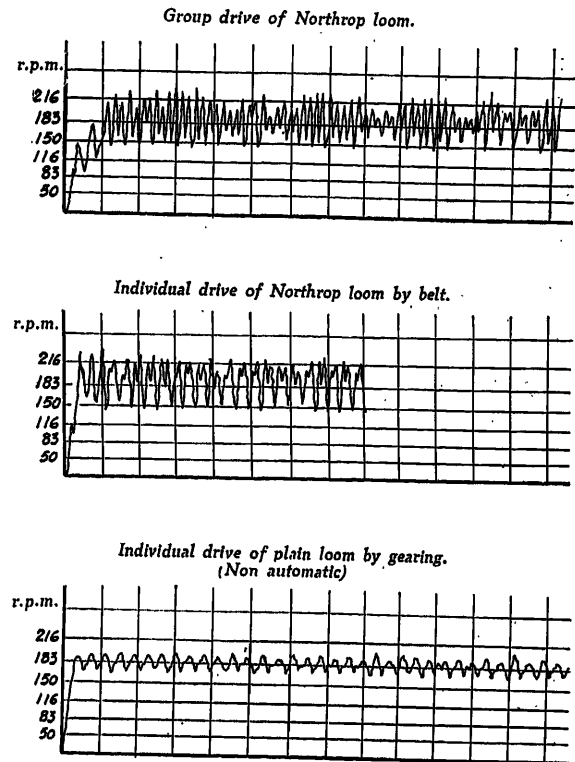 Group drive of Northrop loom.
r.p.m.
216
183
150
116
83
50
Individual drive of Northrop loom by belt.
r.p.m.
216
183
150
116
83
50
Individual drive of plain loom by gearing.
(Non automatic)
r.p.m.
216
183
150
116
83
50